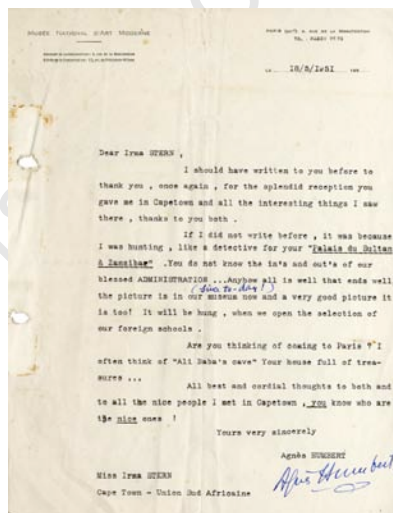 MUSÉE NATIONAL D'ART MODERNE
PARIS
LE 18/5/1951 195
Dear Irma STERN ,
I should have written to you before to
thank you , once again , for the splendid reception you
gave me in Capetown and all the interesting things I saw
there , thanks to you both .
If I did not write before , it was because
I was hunting , like a detective for your "Palais du Sultan
à Zanzibar" .You do not know the in's and out's of our
blessed ADMINISTRATION ...Anyhow all is well that ends well
(since to-day!)
the picture is in our museum now and a very good picture it
is too! It will be hung , when we open the selection of
our foreign schools .
Are you thinking of coming to Paris ? I
often think of "Ali Baba's cave" Your house full of trea-
sures ...
All best and cordial thoughts to both and
to all the nice people I met in Capetown , you know who are
the nice ones !
Yours very sincerely
Agnès HUMBERT
Agnès Humbert
Miss Irma STERN
Cape Town - Union Sud Africaine